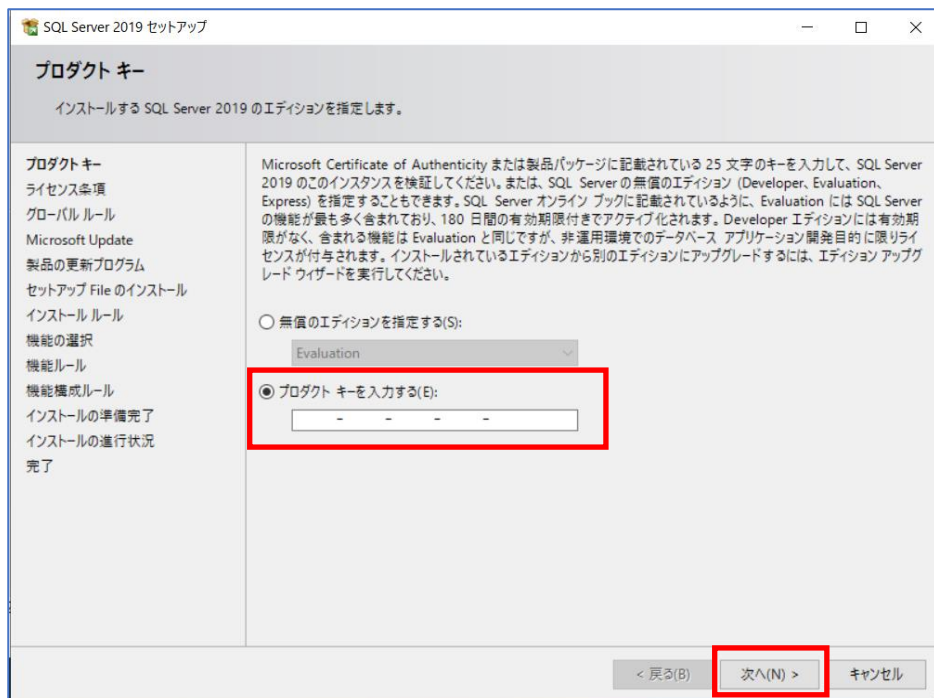 SQL Server 2019 セットアップ
プロダクト キー
インストールする SQL Server 2019 のエディションを指定します。
プロダクト キー
ライセンス条項
グローバル ルール
Microsoft Update
製品の更新プログラム
セットアップ File のインストール
インストール ルール
機能の選択
機能ルール
機能構成ルール
インストールの準備完了
インストールの進行状況
完了
Microsoft Certificate of Authenticity または製品パッケージに記載されている 25 文字のキーを入力して、SQL Server
2019 のこのインスタンスを検証してください。または、SQL Server の無償のエディション (Developer、Evaluation、
Express) を指定することもできます。SQL Server オンライン ブックに記載されているように、Evaluation には SQL Server
の機能が最も多く含まれており、180 日間の有効期限付きでアクティブ化されます。Developer エディションには有効期
限がなく、含まれる機能は Evaluation と同じですが、非運用環境でのデータベース アプリケーション開発目的に限りライ
センスが付与されます。インストールされているエディションから別のエディションにアップグレードするには、エディション アップグ
レード ウィザードを実行してください。
無償のエディションを指定する(S):
Evaluation
プロダクト キーを入力する(E):
- - - -
< 戻る(B)
次へ(N) >
キャンセル